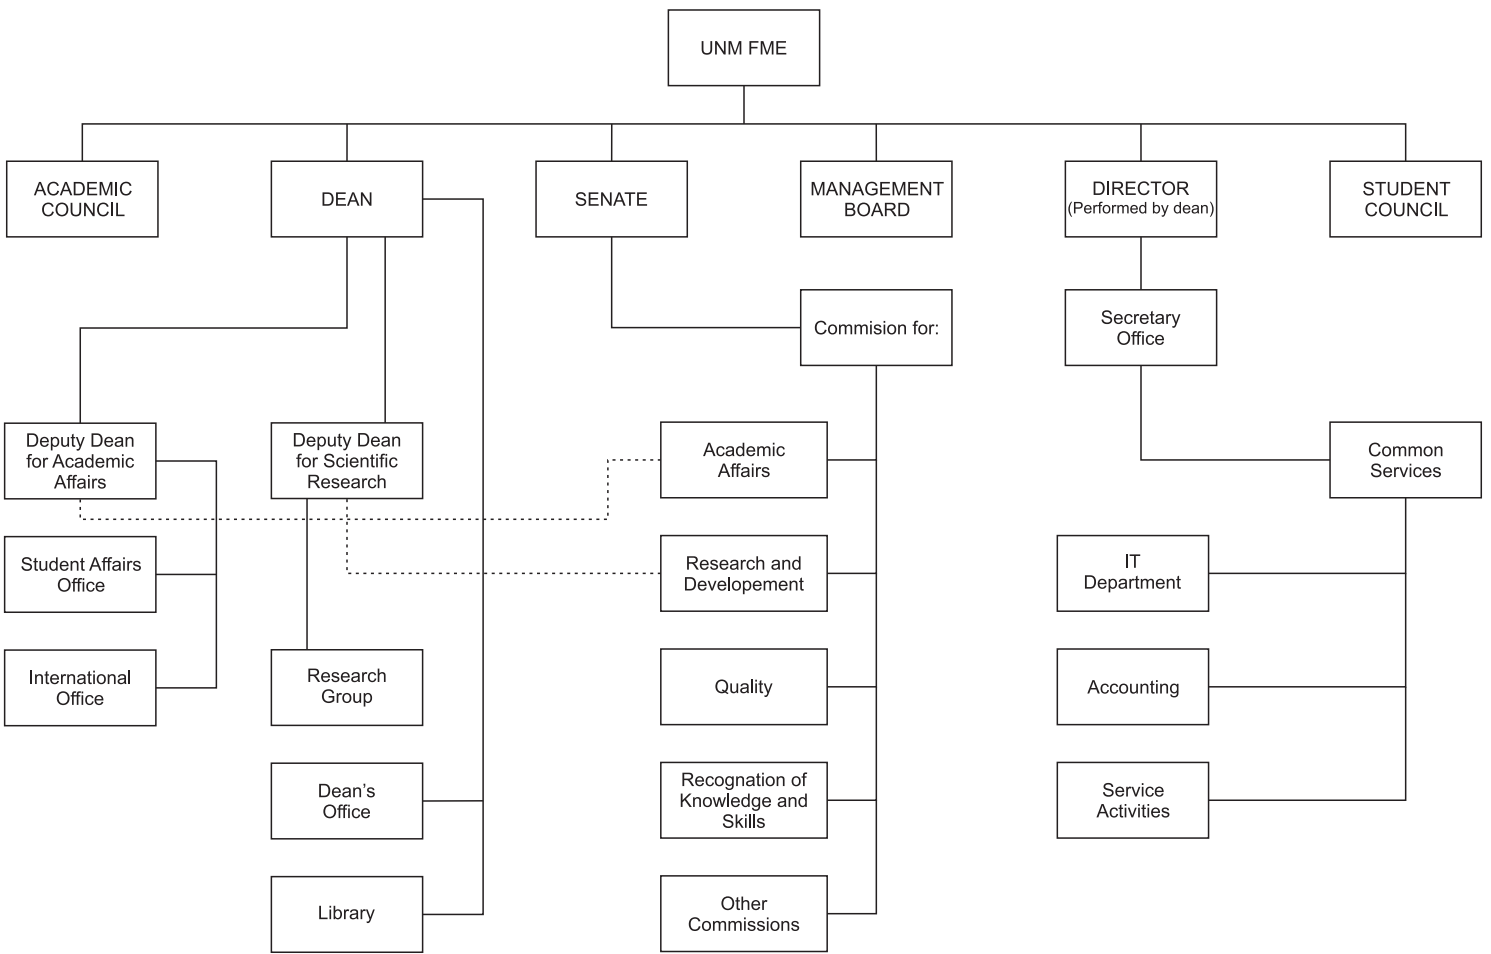 UNM FME
ACADEMIC
COUNCIL
DEAN
SENATE
MANAGEMENT
BOARD
DIRECTOR
(Performed by dean)
STUDENT
COUNCIL
Commision for:
Secretary
Office
Deputy Dean
for Academic
Affairs
Deputy Dean
for Scientific
Research
Academic
Affairs
Common
Services
Student Affairs
Office
Research and
Developement
IT
Department
International
Office
Research
Group
Quality
Accounting
Dean's
Office
Recognation of
Knowledge and
Skills
Service
Activities
Library
Other
Commissions